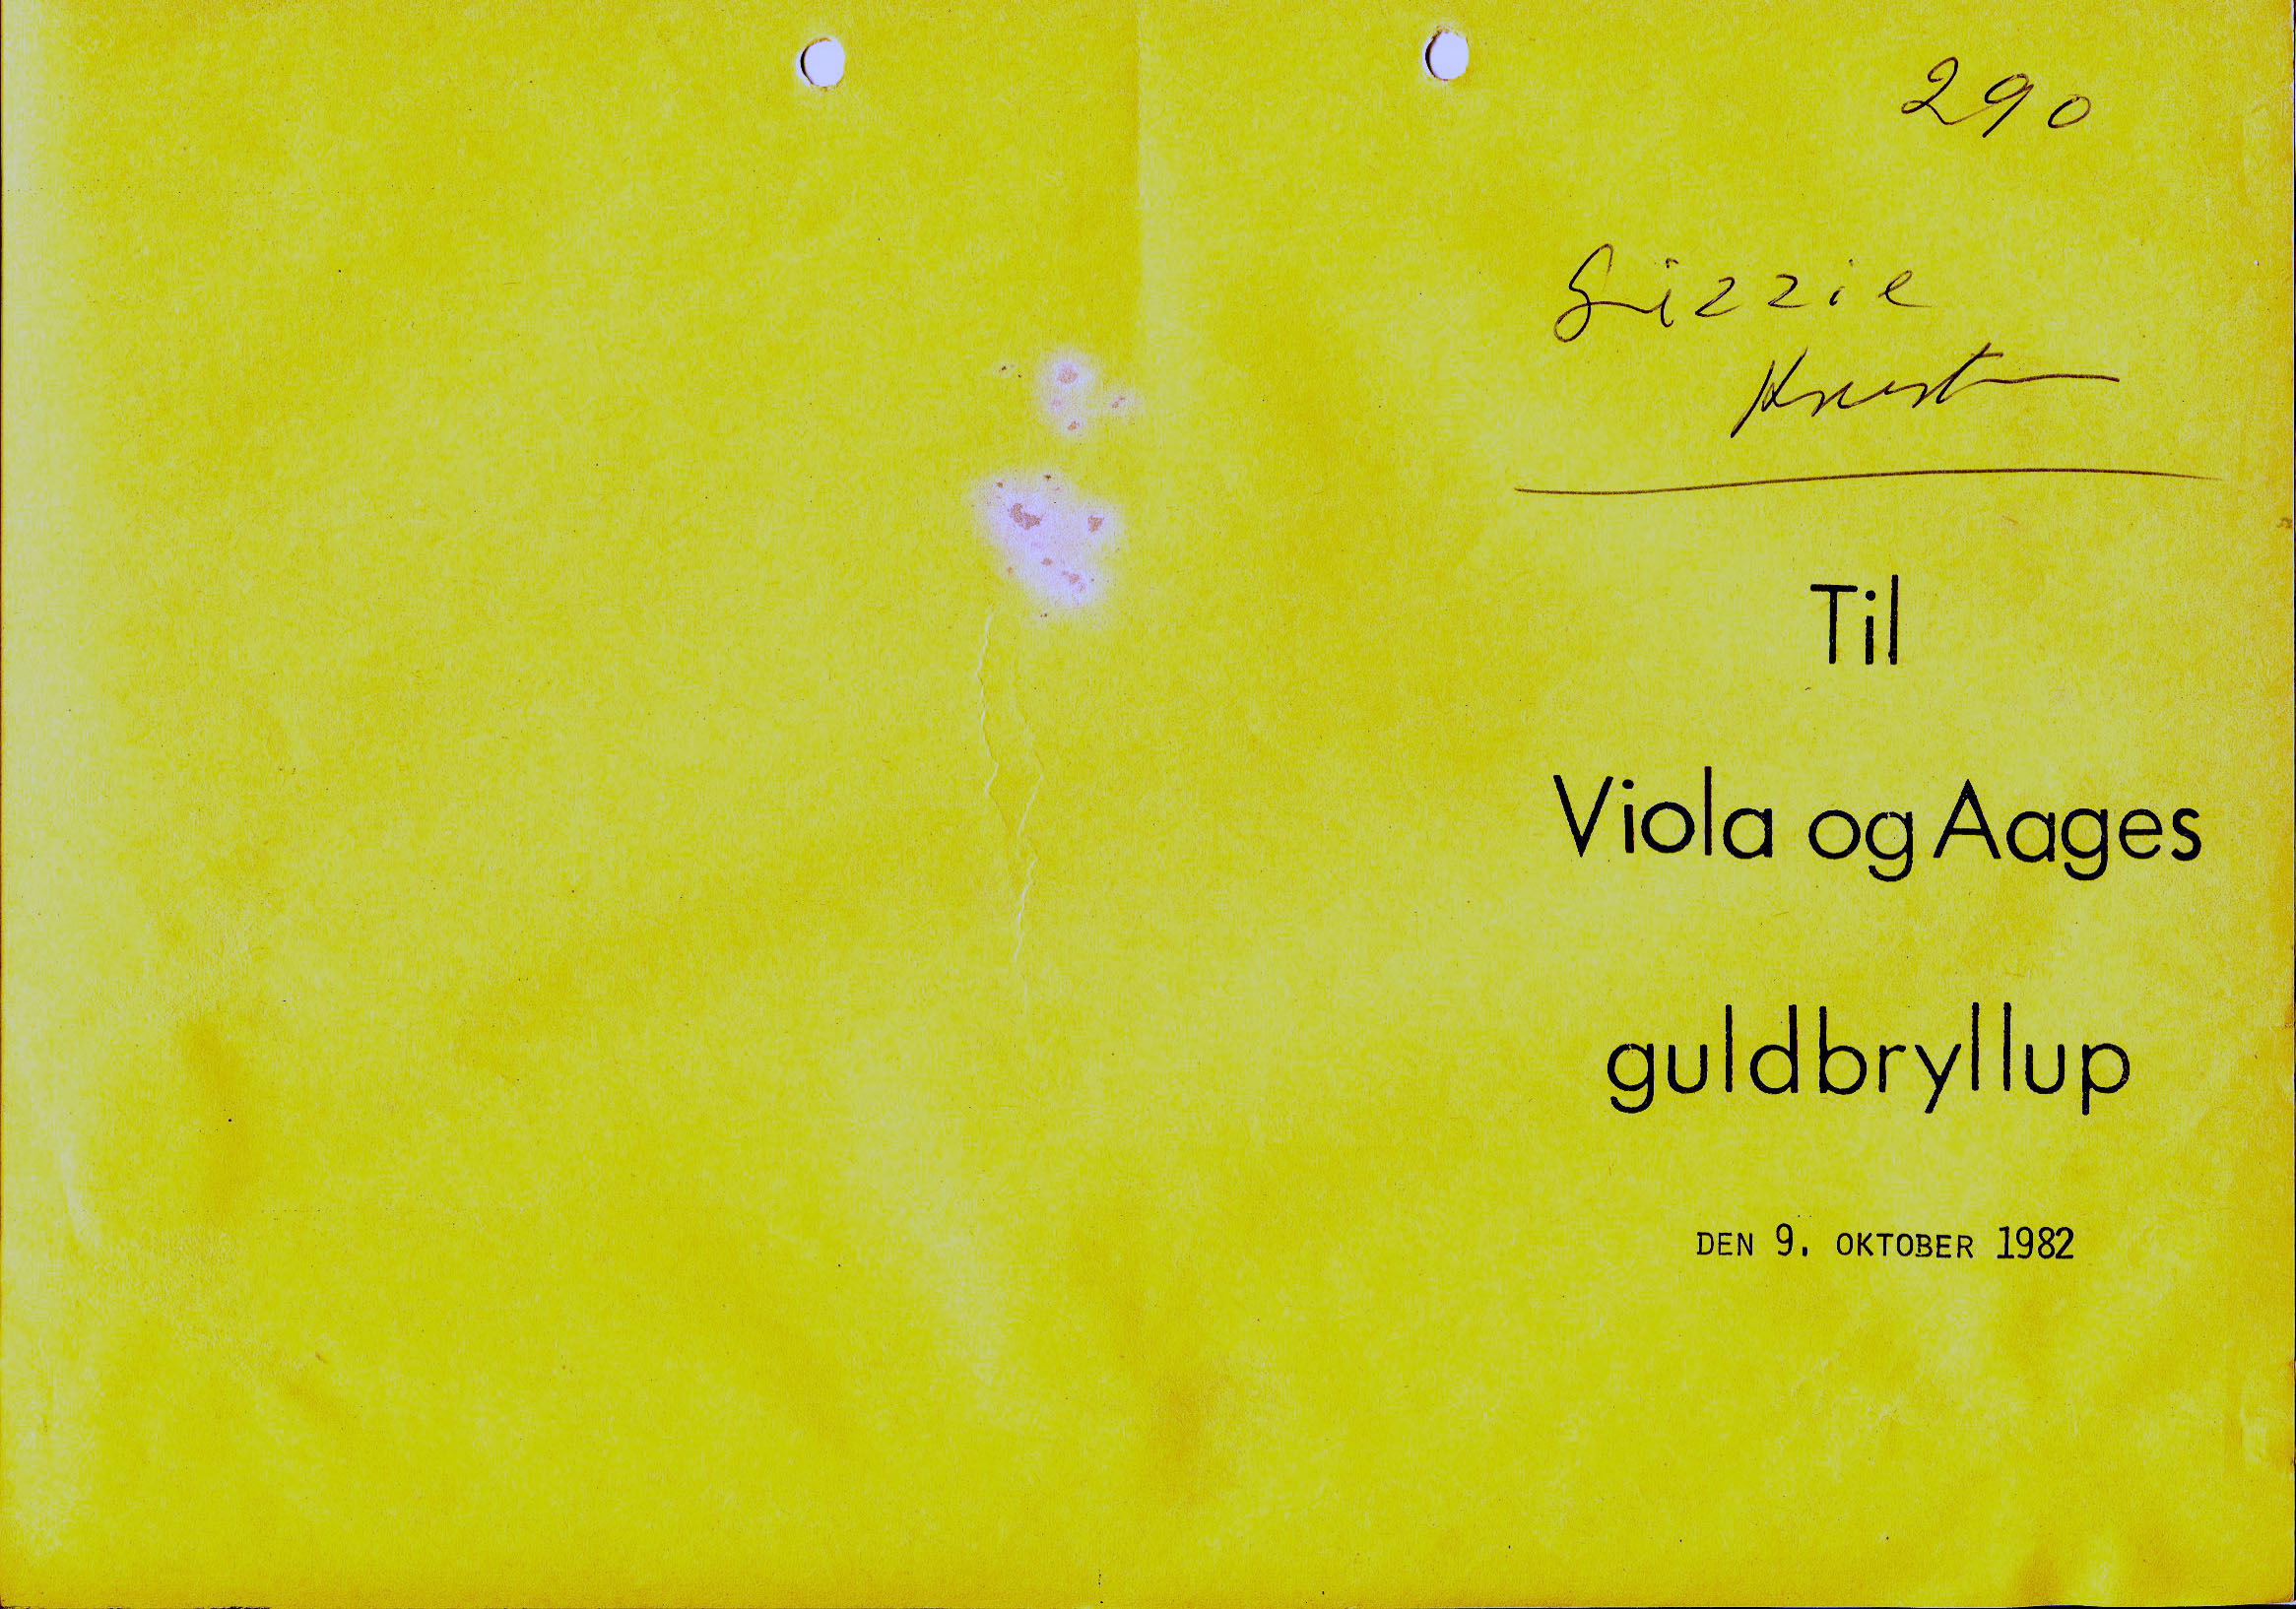 290
Lizzie
Til
Viola og Aages
guldbryllup
DEN 9. OKTOBER 1982